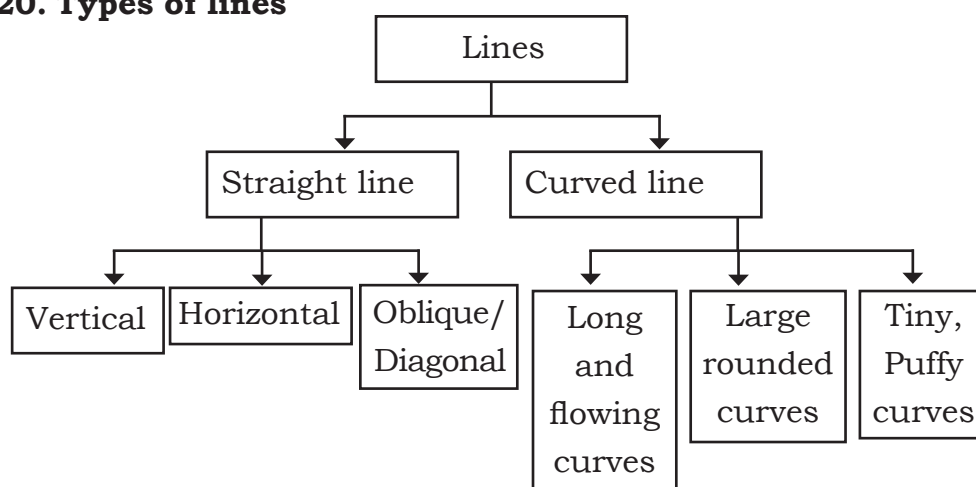 20. Types of lines
Lines
Straight line
Curved line
Vertical
Horizontal
Oblique/
Diagonal
Long
and
flowing
curves
Large
rounded
curves
Tiny,
Puffy
curves